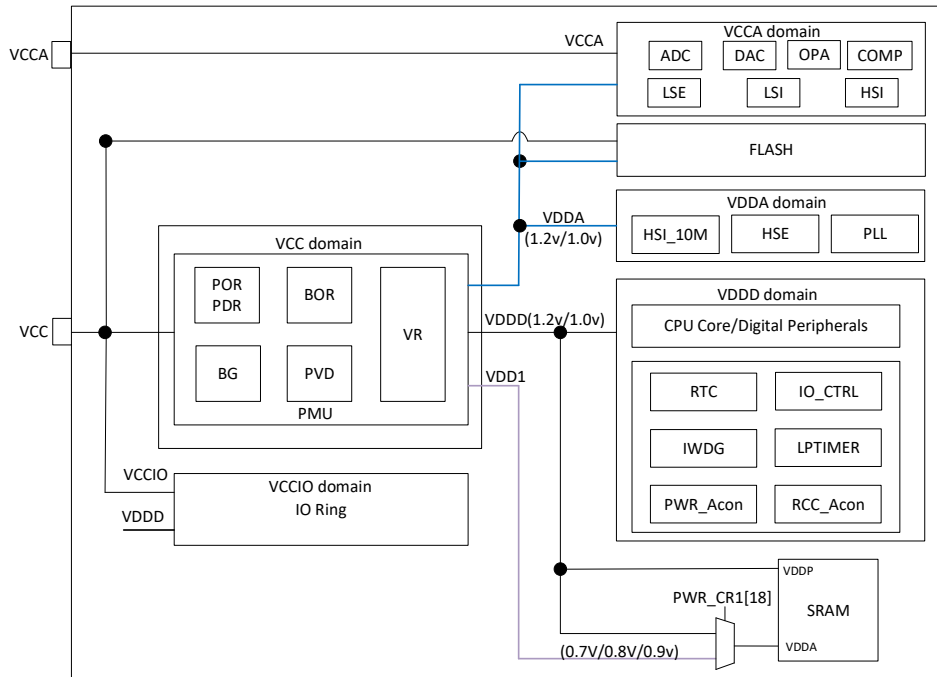 VCCA
VCCA
VCCA domain
ADC
DAC
OPA
COMP
LSE
LSI
HSI
FLASH
VDDA
(1.2v/1.0v)
VDDA domain
HSI_10M
HSE
PLL
VCC
VCC domain
POR
PDR
BOR
VR
BG
PVD
PMU
VDDD(1.2v/1.0v)
VDD1
VDDD domain
CPU Core/Digital Peripherals
RTC
IO_CTRL
IWDG
LPTIMER
PWR_Acon
RCC_Acon
VCCIO
VDDD
VCCIO domain
IO Ring
PWR_CR1[18]
(0.7V/0.8V/0.9v)
VDDP
SRAM
VDDA